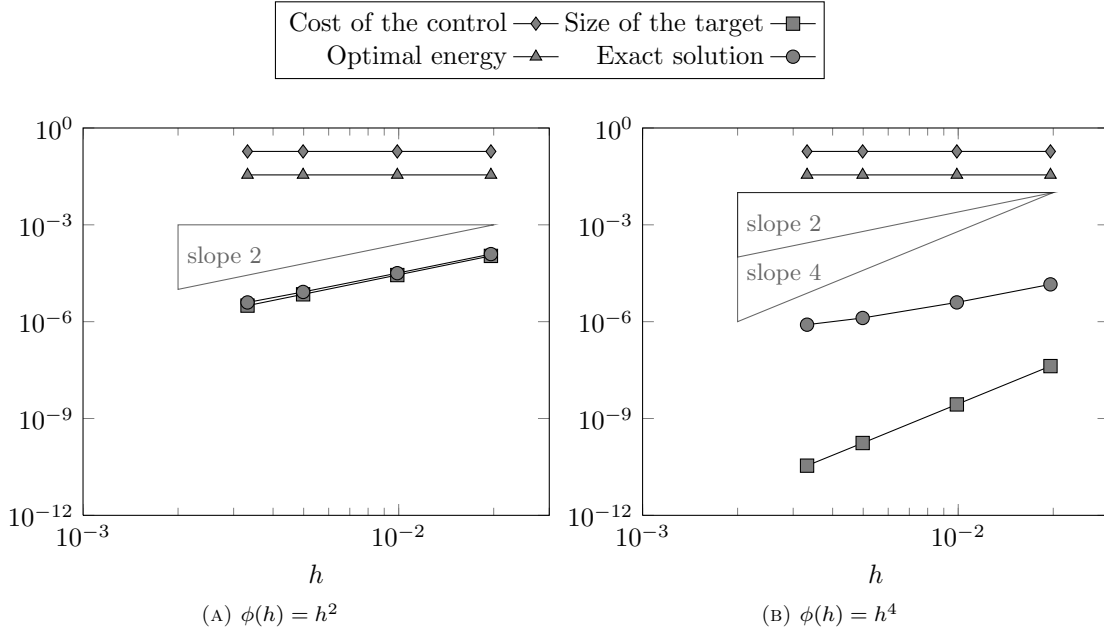 Cost of the control Size of the target
Optimal energy Exact solution
10^0
10^{-3}
10^{-6}
10^{-9}
10^{-12}
slope 2
10^{-3} 10^{-2}
h
(A) ϕ(h) = h^2
10^0
10^{-3}
10^{-6}
10^{-9}
10^{-12}
slope 2
slope 4
10^{-3} 10^{-2}
h
(B) ϕ(h) = h^4